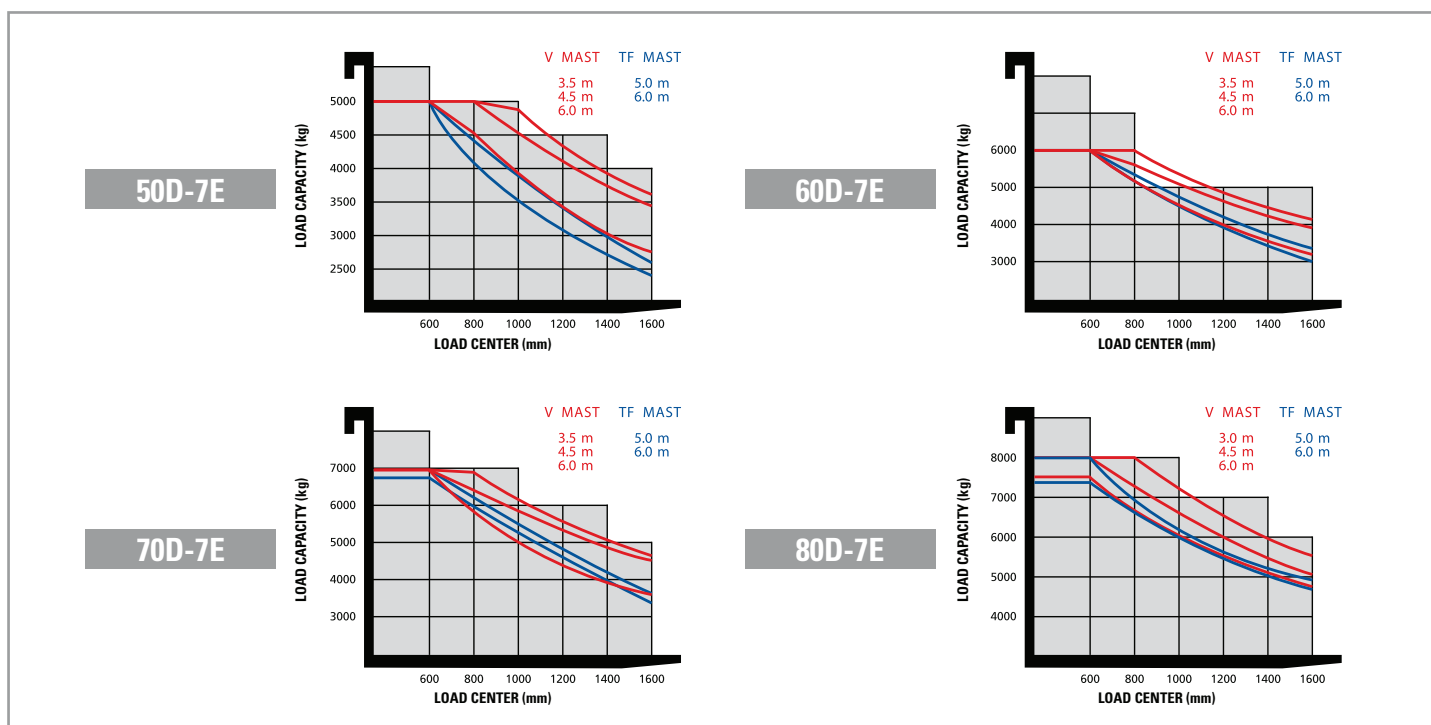 V MAST TF MAST
3.5 m 5.0 m
4.5 m 6.0 m
6.0 m
50D-7E
LOAD CAPACITY (kg)
5000
4500
4000
3500
3000
2500
600 800 1000 1200 1400 1600
LOAD CENTER (mm)
V MAST TF MAST
3.5 m 5.0 m
4.5 m 6.0 m
6.0 m
60D-7E
LOAD CAPACITY (kg)
6000
5000
4000
3000
600 800 1000 1200 1400 1600
LOAD CENTER (mm)
V MAST TF MAST
3.5 m 5.0 m
4.5 m 6.0 m
6.0 m
70D-7E
LOAD CAPACITY (kg)
7000
6000
5000
4000
3000
600 800 1000 1200 1400 1600
LOAD CENTER (mm)
V MAST TF MAST
3.0 m 5.0 m
4.5 m 6.0 m
6.0 m
80D-7E
LOAD CAPACITY (kg)
8000
7000
6000
5000
4000
600 800 1000 1200 1400 1600
LOAD CENTER (mm)